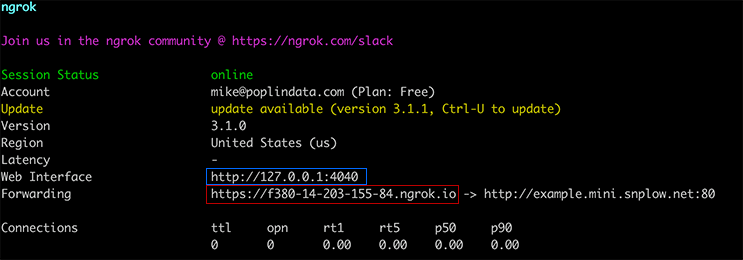 ngrok
Join us in the ngrok community @ https://ngrok.com/slack
Session Status online
Account mike@poplindata.com (Plan: Free)
Update update available (version 3.1.1, Ctrl-U to update)
Version 3.1.0
Region United States (us)
Latency -
Web Interface http://127.0.0.1:4040
Forwarding https://f380-14-203-155-84.ngrok.io -> http://example.mini.snplow.net:80
Connections ttl opn rt1 rt5 p50 p90
0 0 0.00 0.00 0.00 0.00